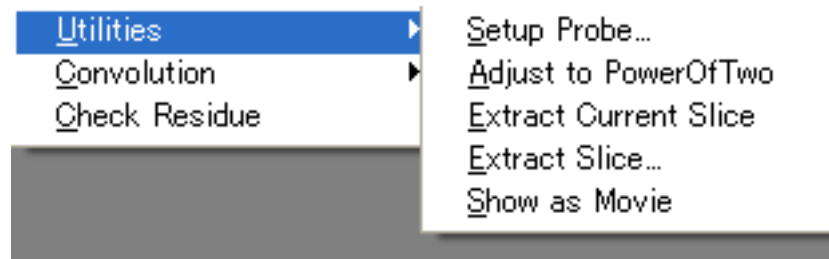 Utilities
Convolution
Check Residue
Setup Probe...
Adjust to PowerOfTwo
Extract Current Slice
Extract Slice...
Show as Movie